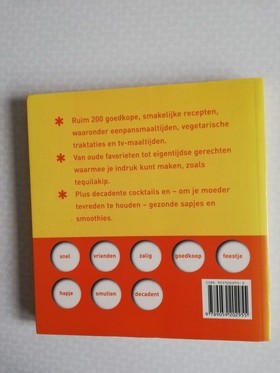 * Ruim 200 goedkope, smakelijke recepten,
waaronder eenpansmaaltijden, vegetarische
traktaties en tv-maaltijden.
* Van oude favorieten tot eigentijdse gerechten
waarmee je indruk kunt maken, zoals
tequilakip.
* Plus decadente cocktails en – om je moeder
tevreden te houden – gezonde sapjes en
smoothies.
snel
vrienden
zalig
goedkoop
feestje
hapje
smullen
decadent
9789059202955